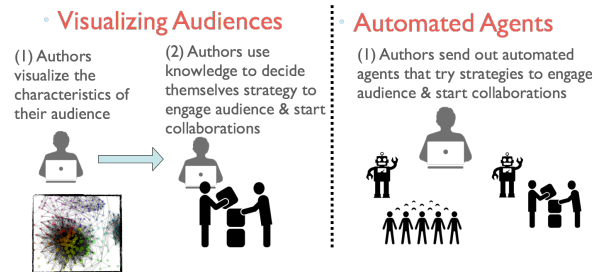 Visualizing Audiences
(1) Authors
visualize the
characteristics of
their audience
(2) Authors use
knowledge to decide
themselves strategy to
engage audience & start
collaborations
Automated Agents
(1) Authors send out automated
agents that try strategies to engage
audience & start collaborations